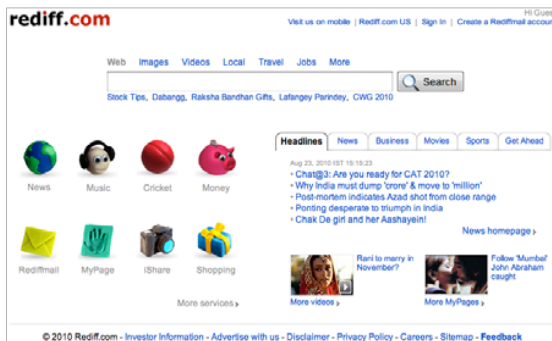 rediff.com
Hi Gues
Visit us on mobile | Rediff.com US | Sign In | Create a Rediffmail accoun
Web Images Videos Local Travel Jobs More
Search
Stock Tips, Dabangg, Raksha Bandhan Gifts, Lafangey Parindey, CWG 2010
Headlines News Business Movies Sports Get Ahead
Aug 23, 2010 IST 15:15:23
Chat@3: Are you ready for CAT 2010?
Why India must dump 'crore' & move to 'million'
Post-mortem indicates Azad shot from close range
Ponting desperate to triumph in India
Chak De girl and her Aashayein!
News homepage
News Music Cricket Money
Rediffmail MyPage iShare Shopping
More services
Rani to marry in
November?
More videos
Follow 'Mumbai'
John Abraham
caught
More MyPages
© 2010 Rediff.com - Investor Information - Advertise with us - Disclaimer - Privacy Policy - Careers - Sitemap - Feedback